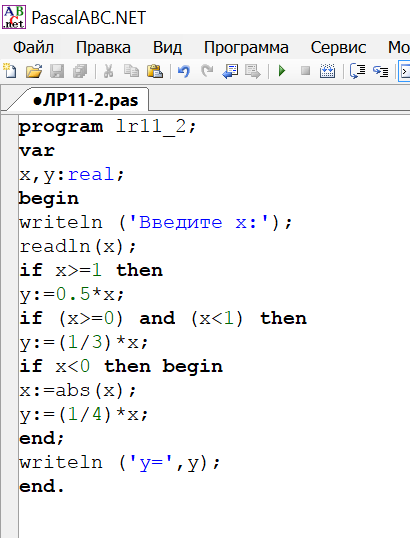 PascalABC.NET
Файл Правка Вид Программа Сервис Мо
●ЛР11-2.pas
program lr11_2;
var
x,y:real;
begin
writeln ('Введите x:');
readln(x);
if x>=1 then
y:=0.5*x;
if (x>=0) and (x<1) then
y:=(1/3)*x;
if x<0 then begin
x:=abs(x);
y:=(1/4)*x;
end;
writeln ('y=',y);
end.